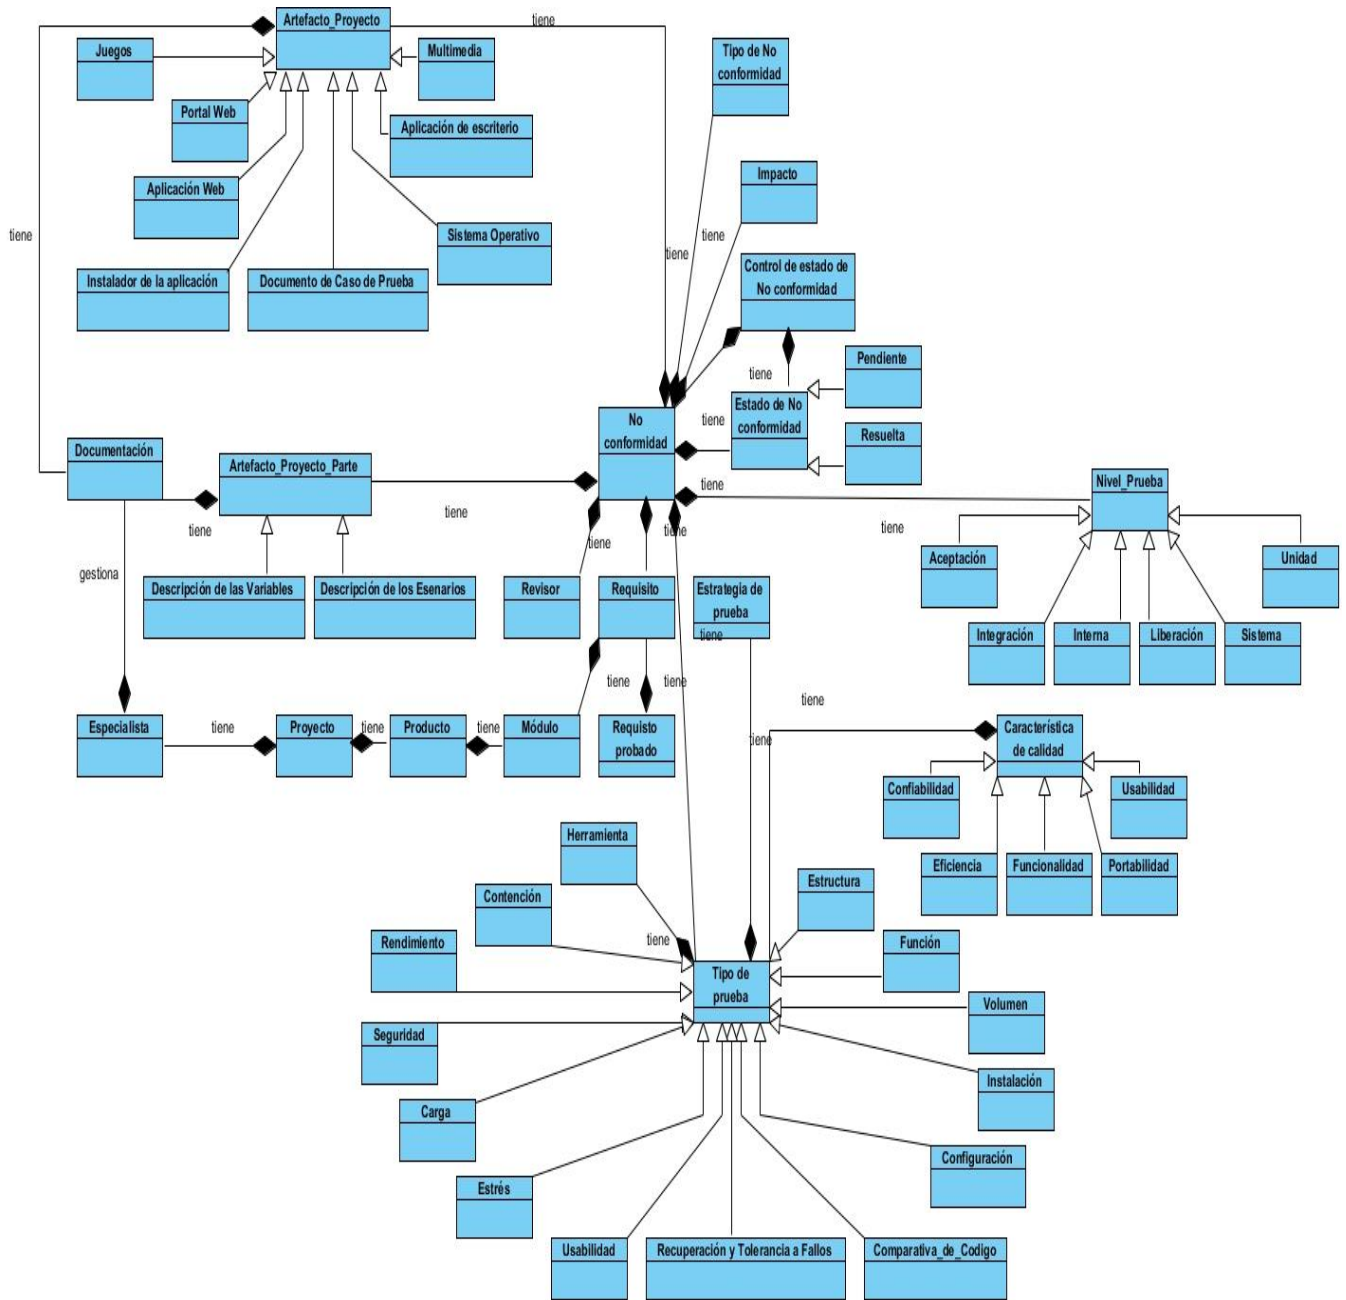 Artefacto_Proyecto
tiene
Juegos
Multimedia
Tipo de No
conformidad
Portal Web
Aplicación de escriterio
Aplicación Web
Impacto
tiene
tiene
Sistema Operativo
tiene
Instalador de la aplicación
Documento de Caso de Prueba
Control de estado de
No conformidad
Pendiente
tiene
Estado de No
conformidad
No
conformidad
tiene
Resuelta
Documentación
Artefacto_Proyecto_Parte
Nivel_Prueba
tiene
tiene
tiene
tiene
tiene
tiene
tiene
Aceptación
Unidad
gestiona
Descripción de las Variables
Descripción de los Esenarios
Revisor
Requisito
Estrategia de
prueba
tiene
Integración
Interna
Liberación
Sistema
tiene
tiene
tiene
Especialista
tiene
Proyecto
tiene
Producto
tiene
Módulo
Requisto
probado
tiene
Característica
de calidad
Confiabilidad
Usabilidad
Herramienta
Eficiencia
Funcionalidad
Portabilidad
Contención
Estructura
Rendimiento
tiene
Función
Tipo de
prueba
Volumen
Seguridad
Instalación
Carga
Configuración
Estrés
Usabilidad
Recuperación y Tolerancia a Fallos
Comparativa_de_Codigo